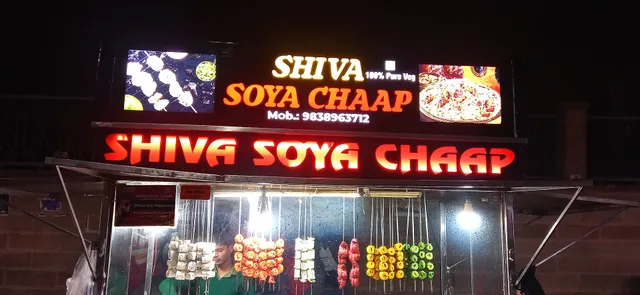 SHIVA
100% Pure Veg
SOYA CHAAP
Mob.: 9838963712
SHIVA SOYA CHAAP